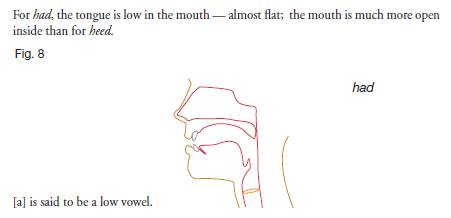 For had, the tongue is low in the mouth — almost flat; the mouth is much more open
inside than for heed.
Fig. 8
had
[a] is said to be a low vowel.